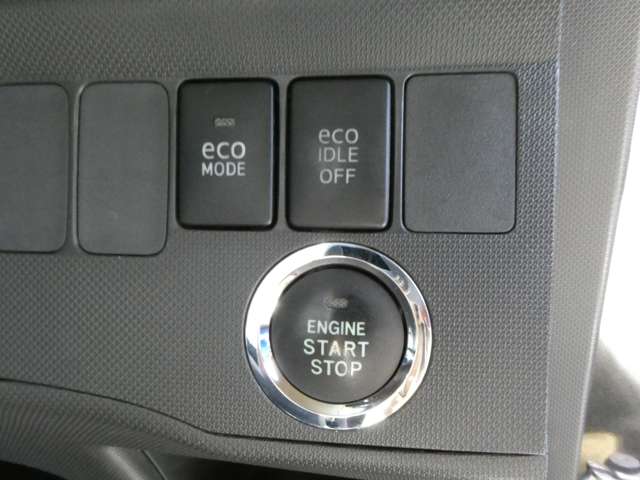 eco
MODE
eco
IDLE
OFF
ENGINE
START
STOP